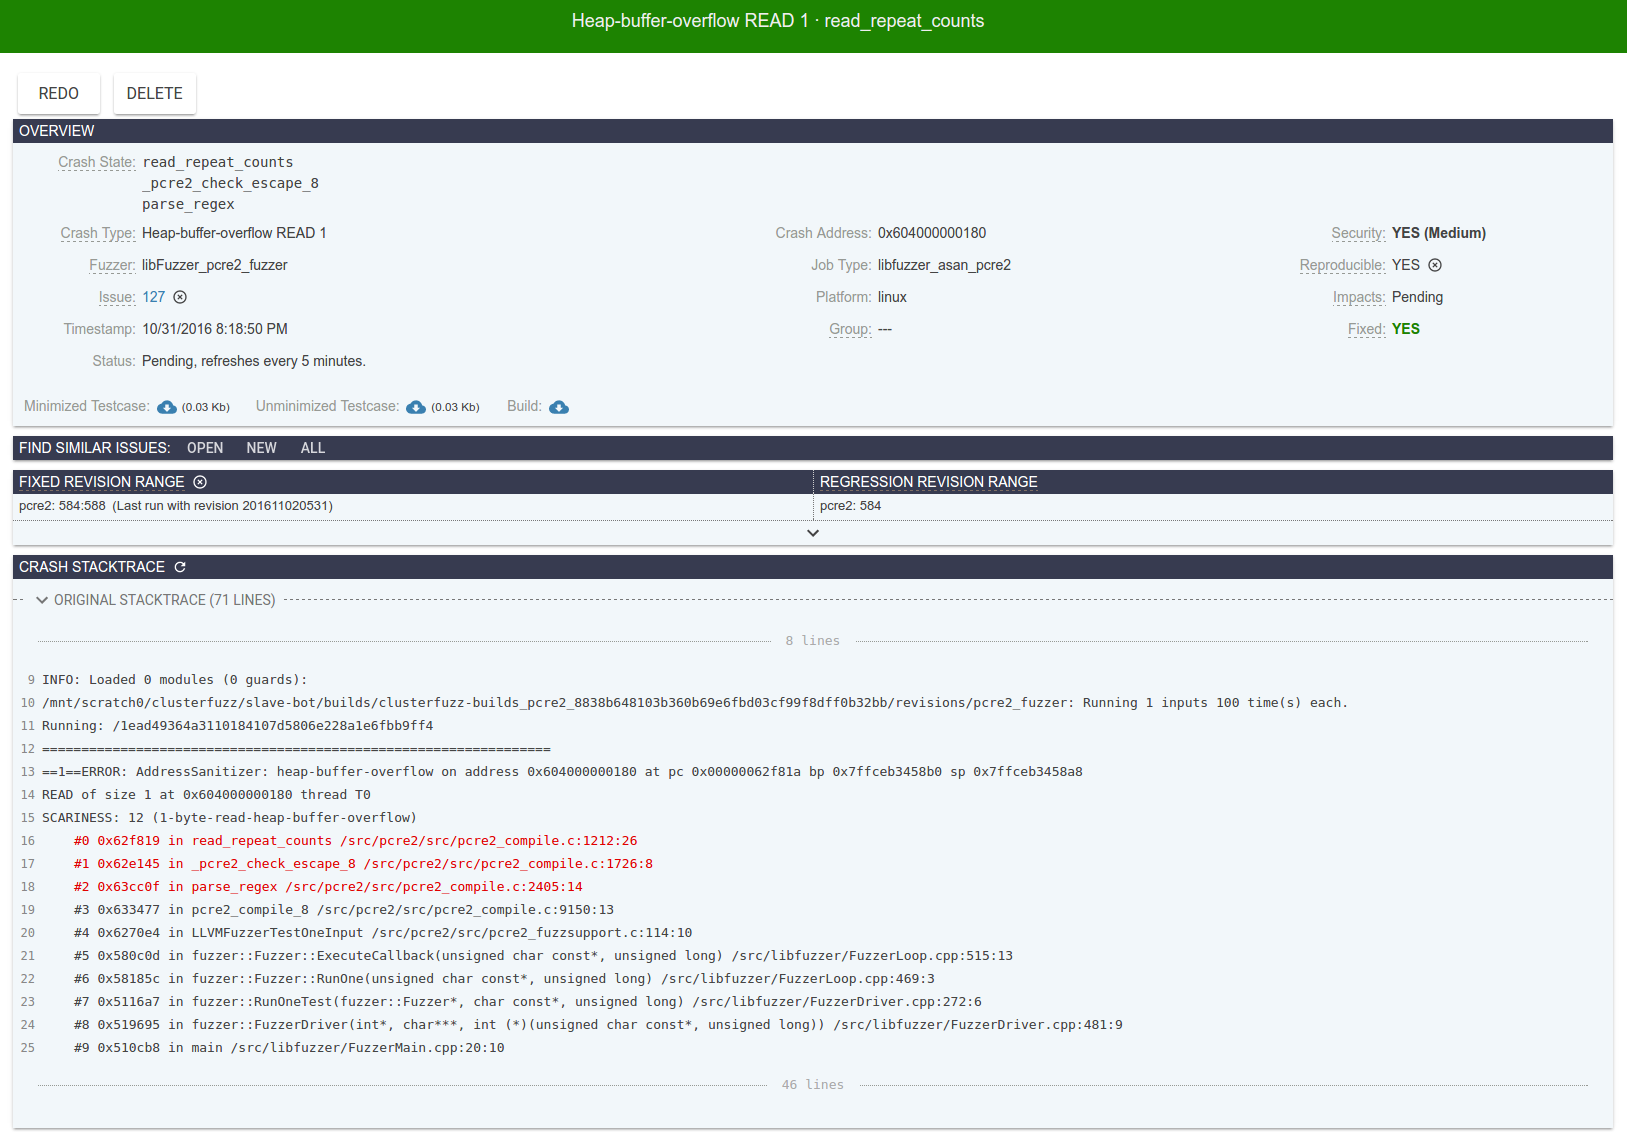 Heap-buffer-overflow READ 1 · read_repeat_counts
REDO DELETE
OVERVIEW
Crash State: read_repeat_counts
_pcre2_check_escape_8
parse_regex
Crash Type: Heap-buffer-overflow READ 1 Crash Address: 0x604000000180 Security: YES (Medium)
Fuzzer: libFuzzer_pcre2_fuzzer Job Type: libfuzzer_asan_pcre2 Reproducible: YES
Issue: 127 Platform: linux Impacts: Pending
Timestamp: 10/31/2016 8:18:50 PM Group: --- Fixed: YES
Status: Pending, refreshes every 5 minutes.
Minimized Testcase: (0.03 Kb) Unminimized Testcase: (0.03 Kb) Build:
FIND SIMILAR ISSUES: OPEN NEW ALL
FIXED REVISION RANGE REGRESSION REVISION RANGE
pcre2: 584:588 (Last run with revision 201611020531) pcre2: 584
CRASH STACKTRACE
ORIGINAL STACKTRACE (71 LINES)
8 lines
9 INFO: Loaded 0 modules (0 guards):
10 /mnt/scratch0/clusterfuzz/slave-bot/builds/clusterfuzz-builds_pcre2_8838b648103b360b69e6fbd03cf99f8dff0b32bb/revisions/pcre2_fuzzer: Running 1 inputs 100 time(s) each.
11 Running: /1ead49364a3110184107d5806e228a1e6fbb9ff4
12 =================================================================
13 ==1==ERROR: AddressSanitizer: heap-buffer-overflow on address 0x604000000180 at pc 0x00000062f81a bp 0x7ffceb3458b0 sp 0x7ffceb3458a8
14 READ of size 1 at 0x604000000180 thread T0
15 SCARINESS: 12 (1-byte-read-heap-buffer-overflow)
16 #0 0x62f819 in read_repeat_counts /src/pcre2/src/pcre2_compile.c:1212:26
17 #1 0x62e145 in _pcre2_check_escape_8 /src/pcre2/src/pcre2_compile.c:1726:8
18 #2 0x63cc0f in parse_regex /src/pcre2/src/pcre2_compile.c:2405:14
19 #3 0x633477 in pcre2_compile_8 /src/pcre2/src/pcre2_compile.c:9150:13
20 #4 0x6270e4 in LLVMFuzzerTestOneInput /src/pcre2/src/pcre2_fuzzsupport.c:114:10
21 #5 0x580c0d in fuzzer::Fuzzer::ExecuteCallback(unsigned char const*, unsigned long) /src/libfuzzer/FuzzerLoop.cpp:515:13
22 #6 0x58185c in fuzzer::Fuzzer::RunOne(unsigned char const*, unsigned long) /src/libfuzzer/FuzzerLoop.cpp:469:3
23 #7 0x5116a7 in fuzzer::RunOneTest(fuzzer::Fuzzer*, char const*, unsigned long) /src/libfuzzer/FuzzerDriver.cpp:272:6
24 #8 0x519695 in fuzzer::FuzzerDriver(int*, char***, int (*)(unsigned char const*, unsigned long)) /src/libfuzzer/FuzzerDriver.cpp:481:9
25 #9 0x510cb8 in main /src/libfuzzer/FuzzerMain.cpp:20:10
46 lines